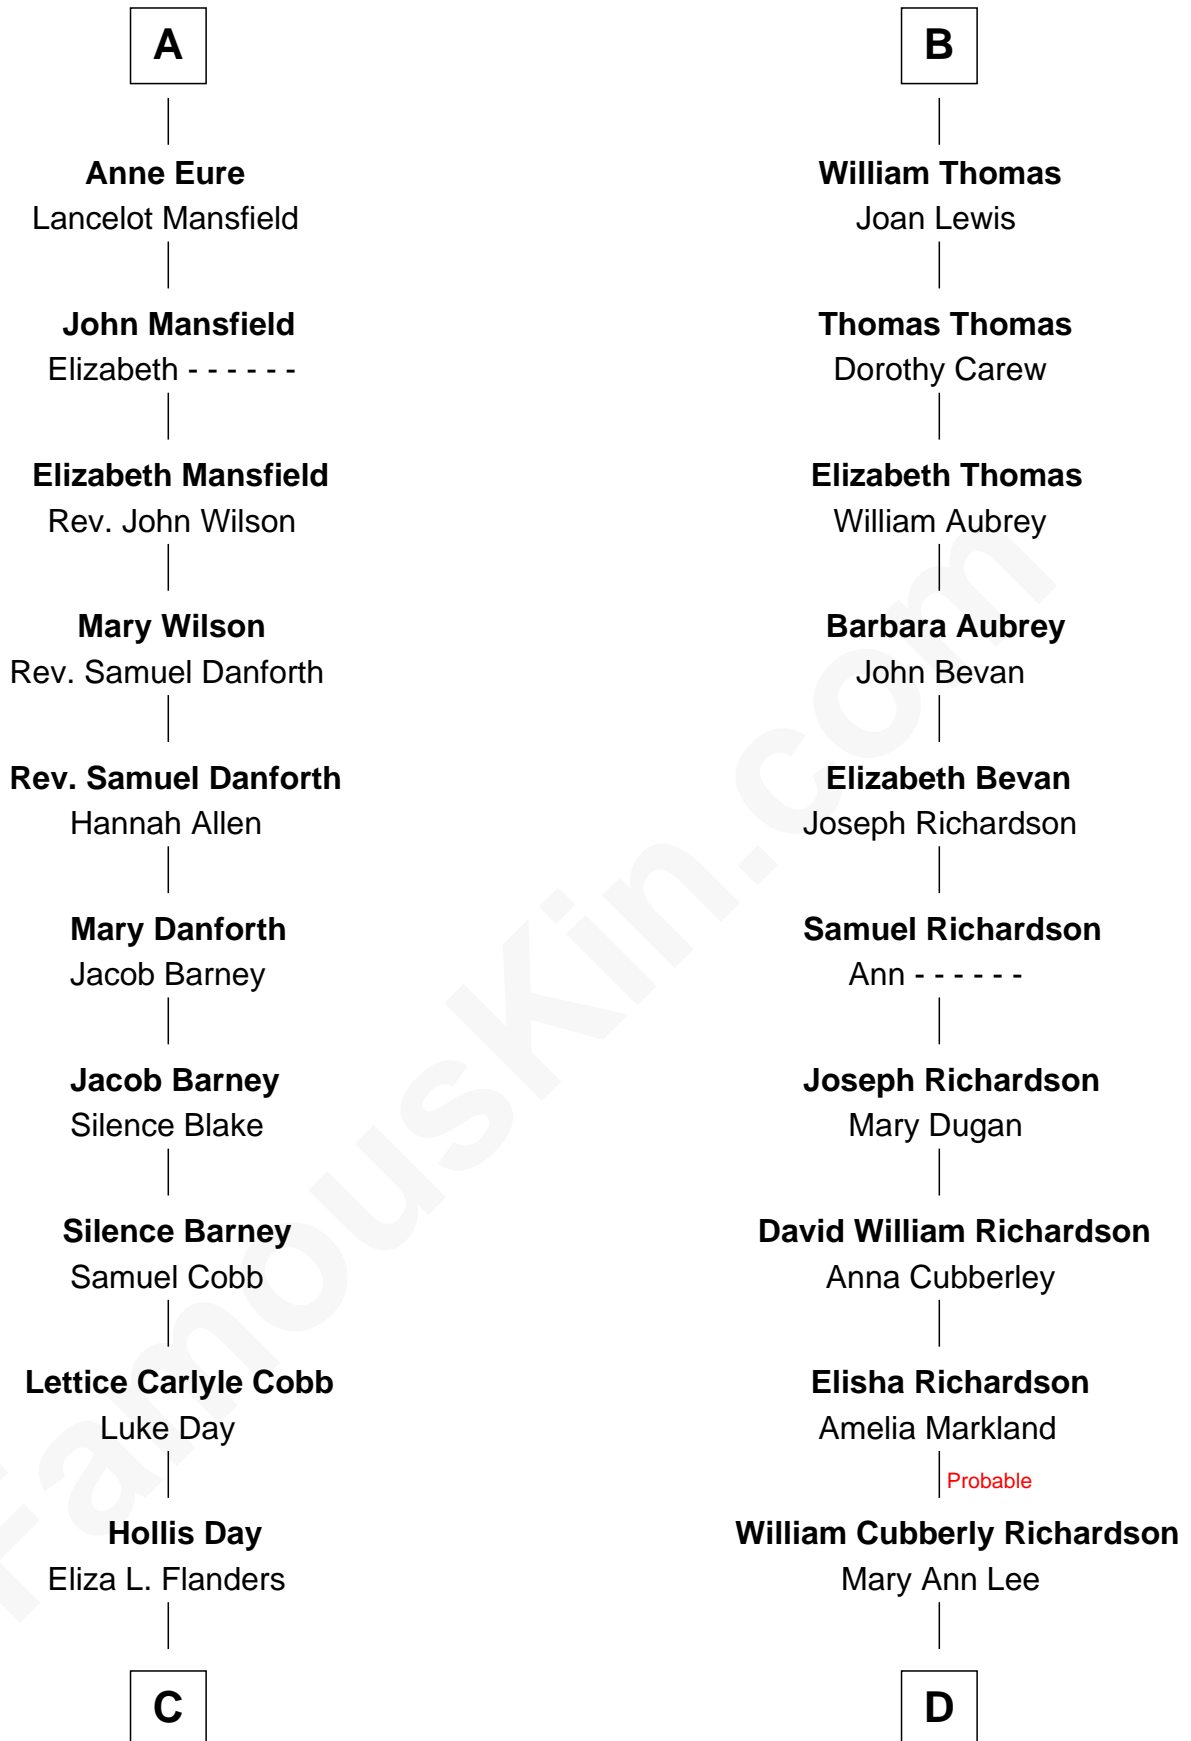 A
Anne Eure
Lancelot Mansfield
John Mansfield
Elizabeth - - - - - -
Elizabeth Mansfield
Rev. John Wilson
Mary Wilson
Rev. Samuel Danforth
Rev. Samuel Danforth
Hannah Allen
Mary Danforth
Jacob Barney
Jacob Barney
Silence Blake
Silence Barney
Samuel Cobb
Lettice Carlyle Cobb
Luke Day
Hollis Day
Eliza L. Flanders
C
B
William Thomas
Joan Lewis
Thomas Thomas
Dorothy Carew
Elizabeth Thomas
William Aubrey
Barbara Aubrey
John Bevan
Elizabeth Bevan
Joseph Richardson
Samuel Richardson
Ann - - - - - -
Joseph Richardson
Mary Dugan
David William Richardson
Anna Cubberley
Elisha Richardson
Amelia Markland
Probable
William Cubberly Richardson
Mary Ann Lee
D
FamousKin.com